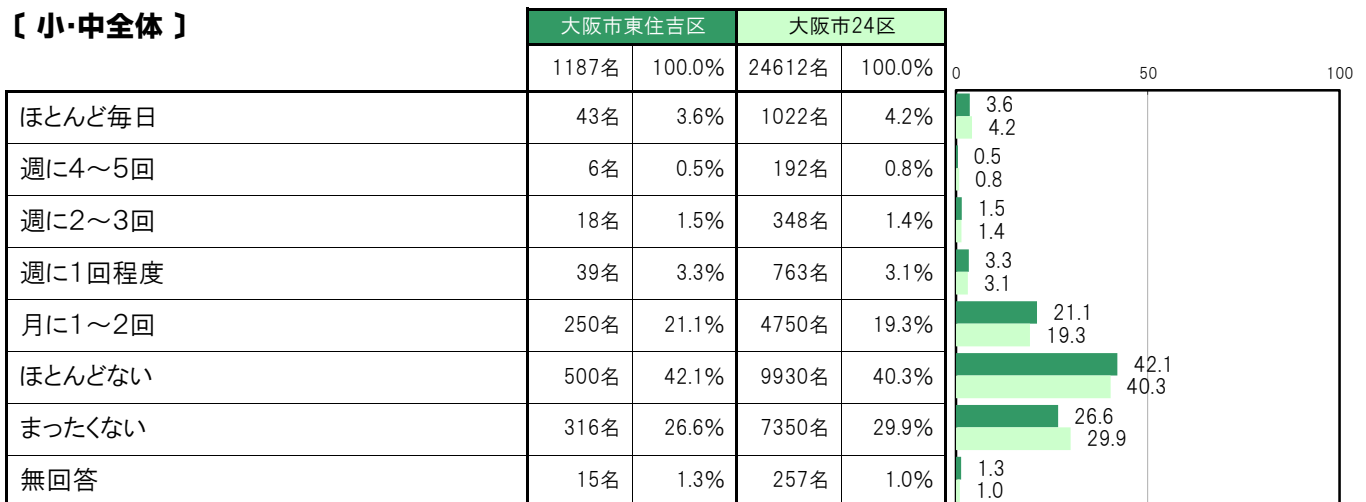 〔 小・中全体 〕
大阪市東住吉区 大阪市24区
1187名 100.0% 24612名 100.0%
0 50 100
ほとんど毎日 43名 3.6% 1022名 4.2%
3.6
4.2
週に4～5回 6名 0.5% 192名 0.8%
0.5
0.8
週に2～3回 18名 1.5% 348名 1.4%
1.5
1.4
週に1回程度 39名 3.3% 763名 3.1%
3.3
3.1
月に1～2回 250名 21.1% 4750名 19.3%
21.1
19.3
ほとんどない 500名 42.1% 9930名 40.3%
42.1
40.3
まったくない 316名 26.6% 7350名 29.9%
26.6
29.9
無回答 15名 1.3% 257名 1.0%
1.3
1.0